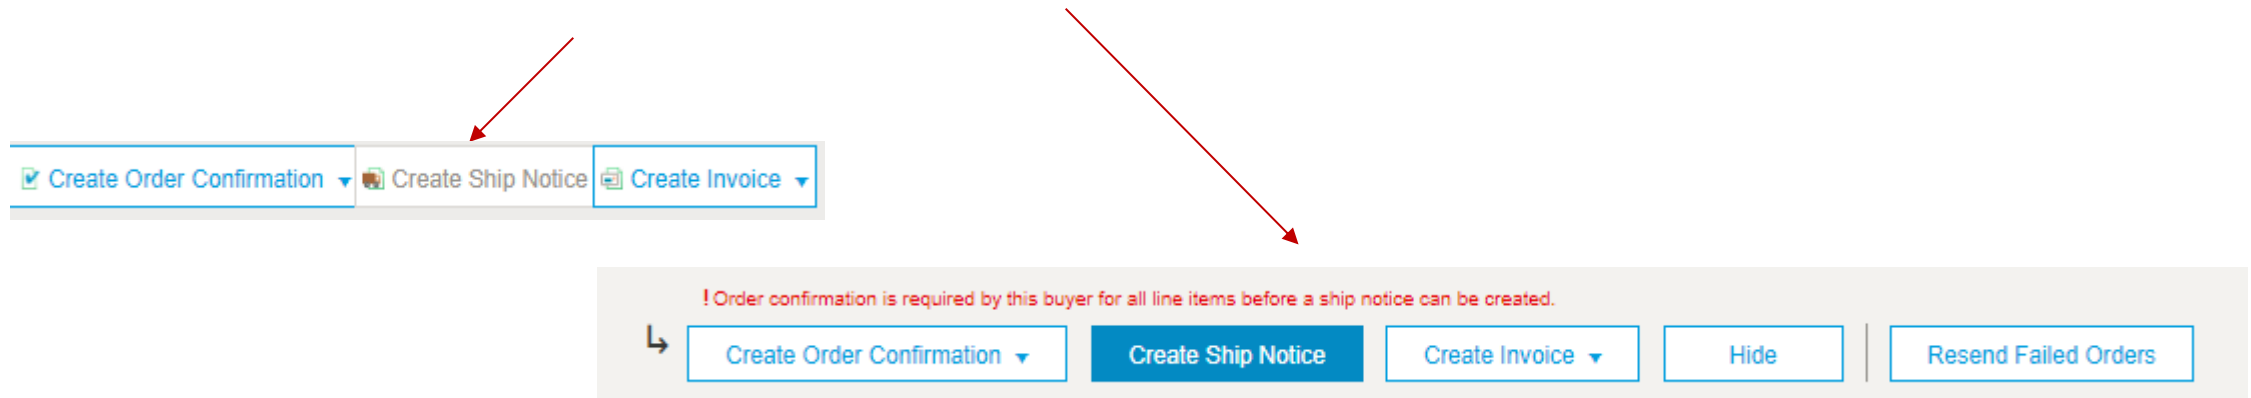 Create Order Confirmation Create Ship Notice Create Invoice
! Order confirmation is required by this buyer for all line items before a ship notice can be created.
Create Order Confirmation Create Ship Notice Create Invoice Hide Resend Failed Orders